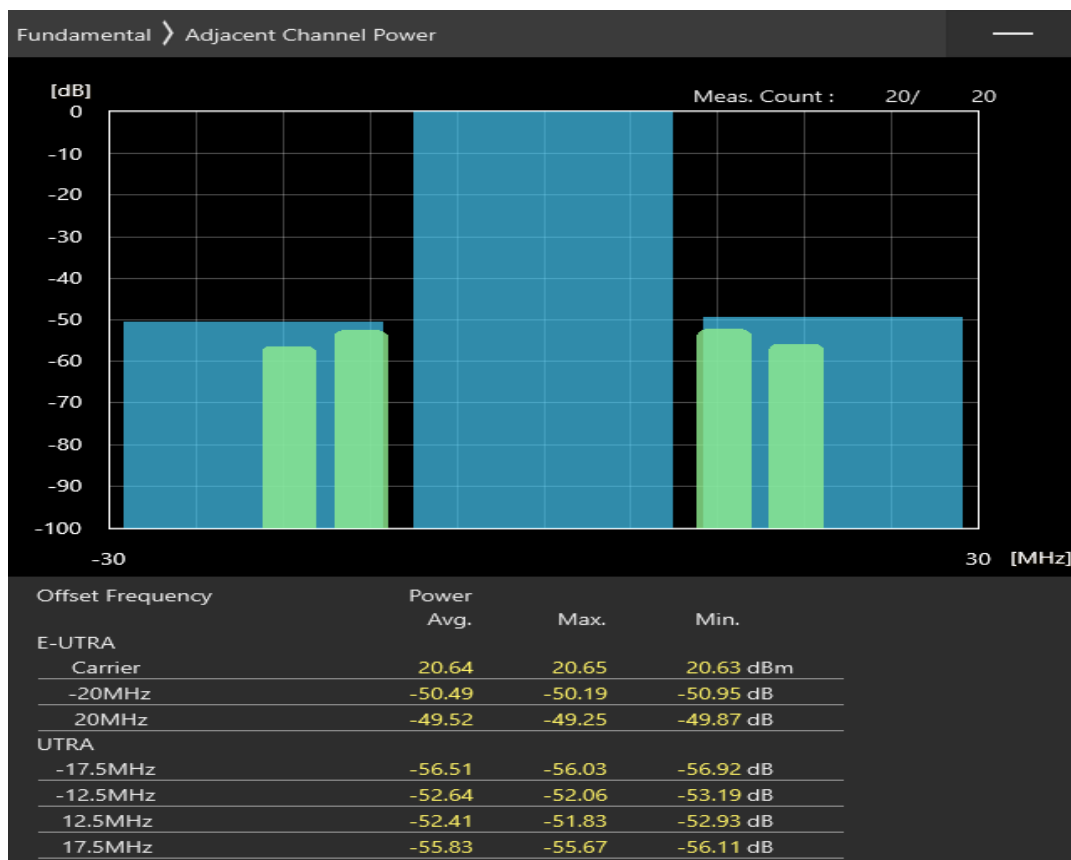 Fundamental ❯ Adjacent Channel Power
[dB]
Meas. Count : 20/ 20
0
-10
-20
-30
-40
-50
-60
-70
-80
-90
-100
-30 30 [MHz]
Offset Frequency Power
Avg. Max. Min.
E-UTRA
Carrier 20.64 20.65 20.63 dBm
-20MHz -50.49 -50.19 -50.95 dB
20MHz -49.52 -49.25 -49.87 dB
UTRA
-17.5MHz -56.51 -56.03 -56.92 dB
-12.5MHz -52.64 -52.06 -53.19 dB
12.5MHz -52.41 -51.83 -52.93 dB
17.5MHz -55.83 -55.67 -56.11 dB